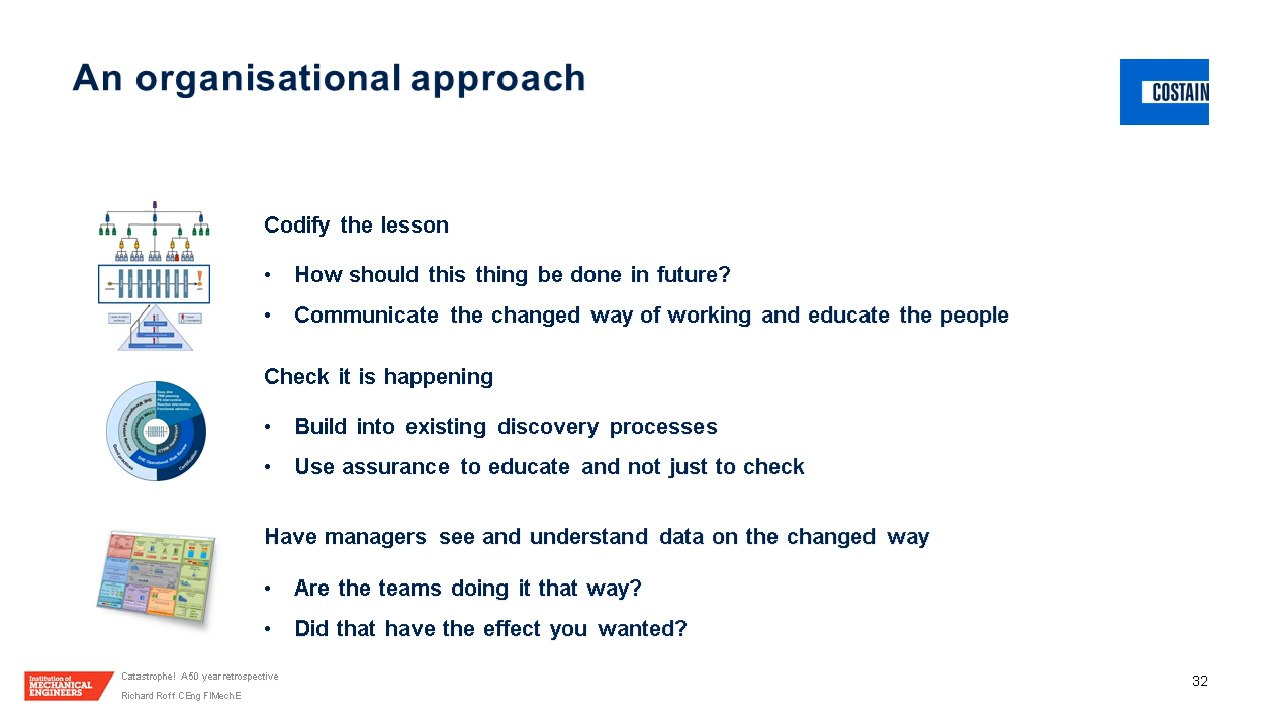 An organisational approach
COSTAIN
Codify the lesson
• How should this thing be done in future?
• Communicate the changed way of working and educate the people
Check it is happening
• Build into existing discovery processes
• Use assurance to educate and not just to check
Have managers see and understand data on the changed way
• Are the teams doing it that way?
• Did that have the effect you wanted?
Institution of
MECHANICAL
ENGINEERS
Catastrophe! A 50 year retrospective
Richard Roff CEng FIMechE
32